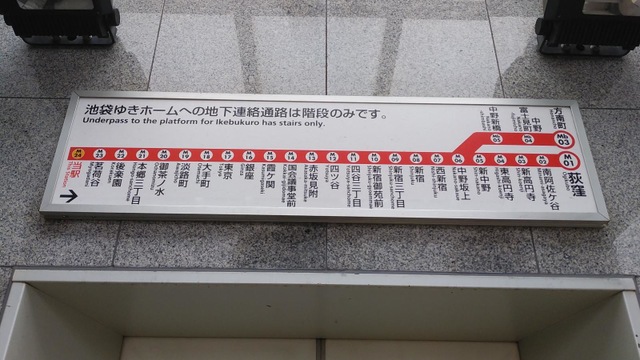 池袋ゆきホームへの地下連絡通路は階段のみです。
Underpass to the platform for Ikebukuro has stairs only.
方南町
中野富士見町
中野新橋
Mb 03
M 01
荻窪
南阿佐ケ谷
新高円寺
東高円寺
新中野
中野坂上
西新宿
新宿
新宿三丁目
新宿御苑前
四谷三丁目
四ツ谷
赤坂見附
国会議事堂前
霞ケ関
銀座
東京
大手町
淡路町
御茶ノ水
本郷三丁目
後楽園
茗荷谷
当駅